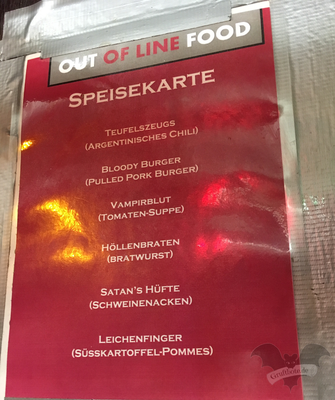 OUT OF LINE FOOD
SPEISEKARTE
TEUFELSZEUGS
(ARGENTINISCHES CHILI)
BLOODY BURGER
(PULLED PORK BURGER)
VAMPIRBLUT
(TOMATEN-SUPPE)
HÖLLENBRATEN
(BRATWURST)
SATAN'S HÜFTE
(SCHWEINENACKEN)
LEICHENFINGER
(SÜSSKARTOFFEL-POMMES)